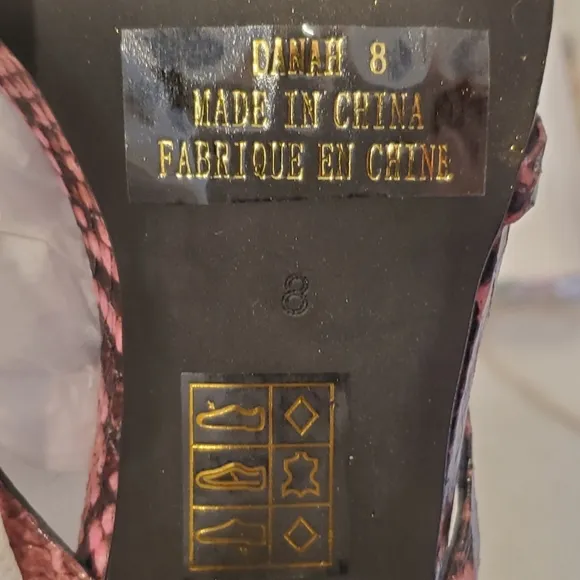 DANAH 8
MADE IN CHINA
FABRIQUE EN CHINE
8